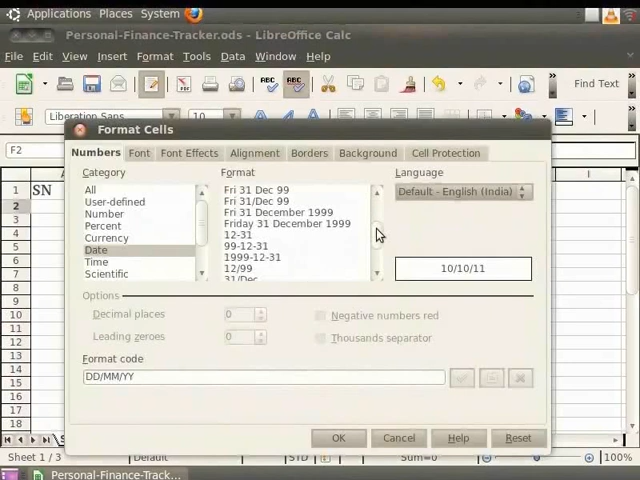 Applications Places System
Personal-Finance-Tracker.ods - LibreOffice Calc
File Edit View Insert Format Tools Data Window Help
ABC ABC Find Text
Liberation Sans 10
F2
Format Cells
Numbers Font Font Effects Alignment Borders Background Cell Protection
Category Format Language
All
User-defined
Number
Percent
Currency
Date
Time
Scientific
Fri 31 Dec 99
Fri 31/Dec 99
Fri 31 December 1999
Friday 31 December 1999
12-31
99-12-31
1999-12-31
12/99
31/Dec
Default - English (India)
10/10/11
Options
Decimal places 0 Negative numbers red
Leading zeroes 0 Thousands separator
Format code
DD/MM/YY
OK Cancel Help Reset
I
1 SN
2
3
4
5
6
7
8
9
10
11
12
13
14
15
16
17
18
Sheet 1 / 3 Default STD Sum=0 100%
Personal-Finance-Track...